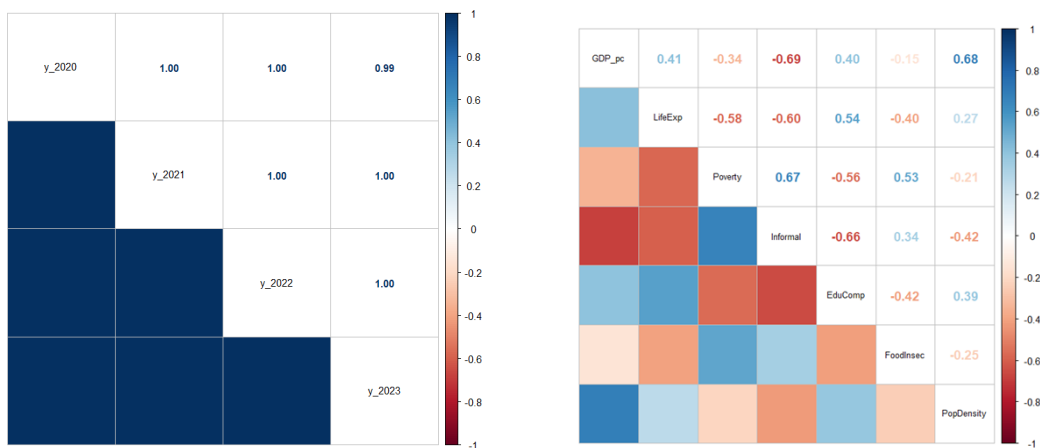 y_2020 1.00 1.00 0.99
y_2021 1.00 1.00
y_2022 1.00
y_2023
1
0.8
0.6
0.4
0.2
0
-0.2
-0.4
-0.6
-0.8
-1
GDP_pc 0.41 -0.34 -0.69 0.40 -0.15 0.68
LifeExp -0.58 -0.60 0.54 -0.40 0.27
Poverty 0.67 -0.56 0.53 -0.21
Informal -0.66 0.34 -0.42
EduComp -0.42 0.39
FoodInsec -0.25
PopDensity
1
0.8
0.6
0.4
0.2
0
-0.2
-0.4
-0.6
-0.8
-1